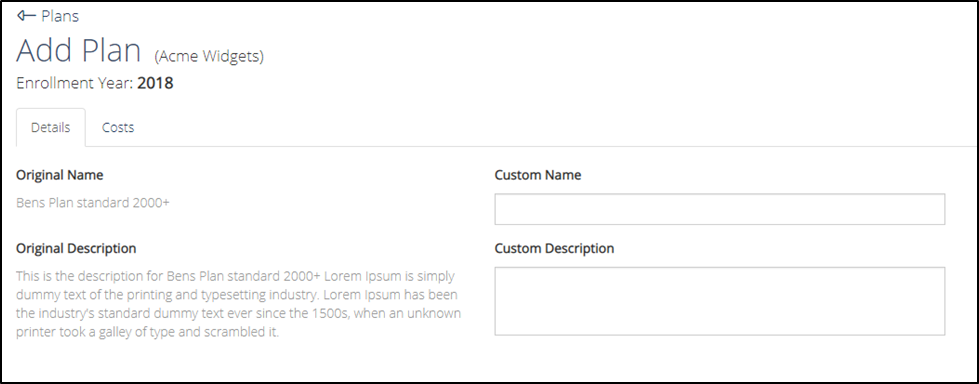 Plans
Add Plan (Acme Widgets)
Enrollment Year: 2018
Details Costs
Original Name
Bens Plan standard 2000+
Custom Name
Original Description
This is the description for Bens Plan standard 2000+ Lorem Ipsum is simply
dummy text of the printing and typesetting industry. Lorem Ipsum has been
the industry's standard dummy text ever since the 1500s, when an unknown
printer took a galley of type and scrambled it.
Custom Description